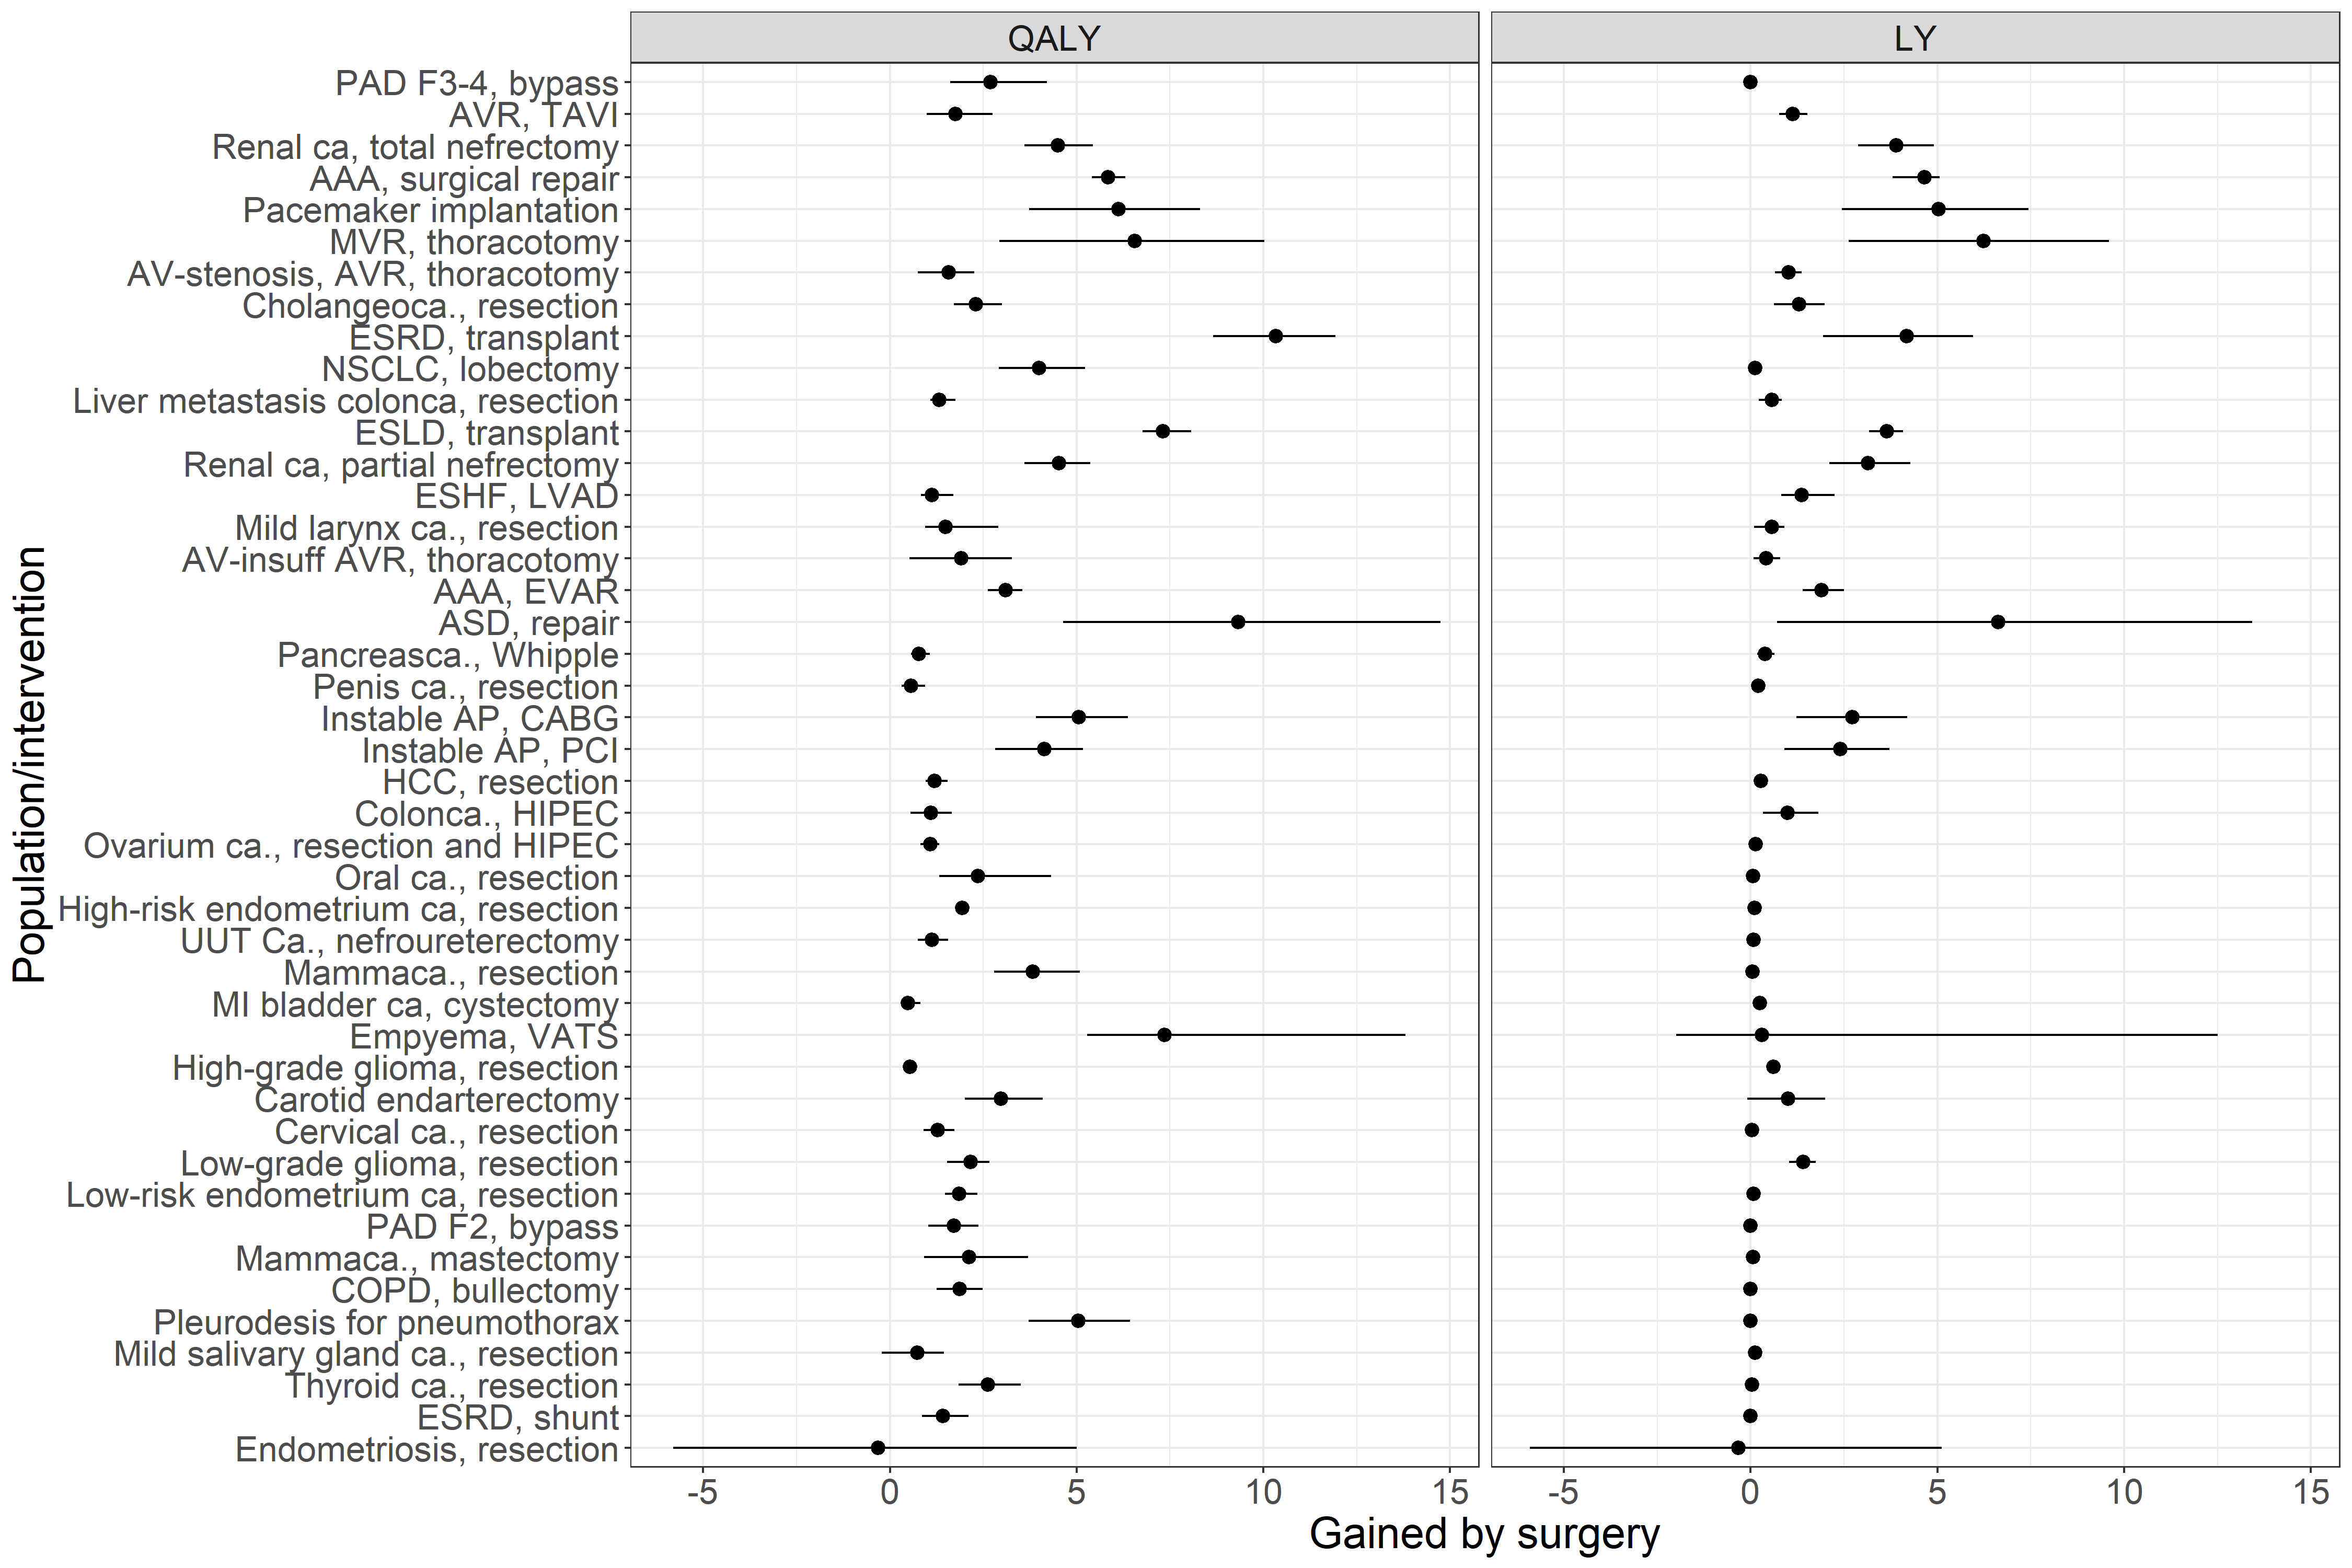 QALY
LY
PAD F3-4, bypass
AVR, TAVI
Renal ca, total nefrectomy
AAA, surgical repair
Pacemaker implantation
MVR, thoracotomy
AV-stenosis, AVR, thoracotomy
Cholangeoca., resection
ESRD, transplant
NSCLC, lobectomy
Liver metastasis colonca, resection
ESLD, transplant
Renal ca, partial nefrectomy
ESHF, LVAD
Mild larynx ca., resection
AV-insuff AVR, thoracotomy
AAA, EVAR
ASD, repair
Pancreasca., Whipple
Penis ca., resection
Instable AP, CABG
Instable AP, PCI
HCC, resection
Colonca., HIPEC
Ovarium ca., resection and HIPEC
Oral ca., resection
High-risk endometrium ca, resection
UUT Ca., nefroureterectomy
Mammaca., resection
MI bladder ca, cystectomy
Empyema, VATS
High-grade glioma, resection
Carotid endarterectomy
Cervical ca., resection
Low-grade glioma, resection
Low-risk endometrium ca, resection
PAD F2, bypass
Mammaca., mastectomy
COPD, bullectomy
Pleurodesis for pneumothorax
Mild salivary gland ca., resection
Thyroid ca., resection
ESRD, shunt
Endometriosis, resection
Population/intervention
-5 0 5 10 15
-5 0 5 10 15
Gained by surgery